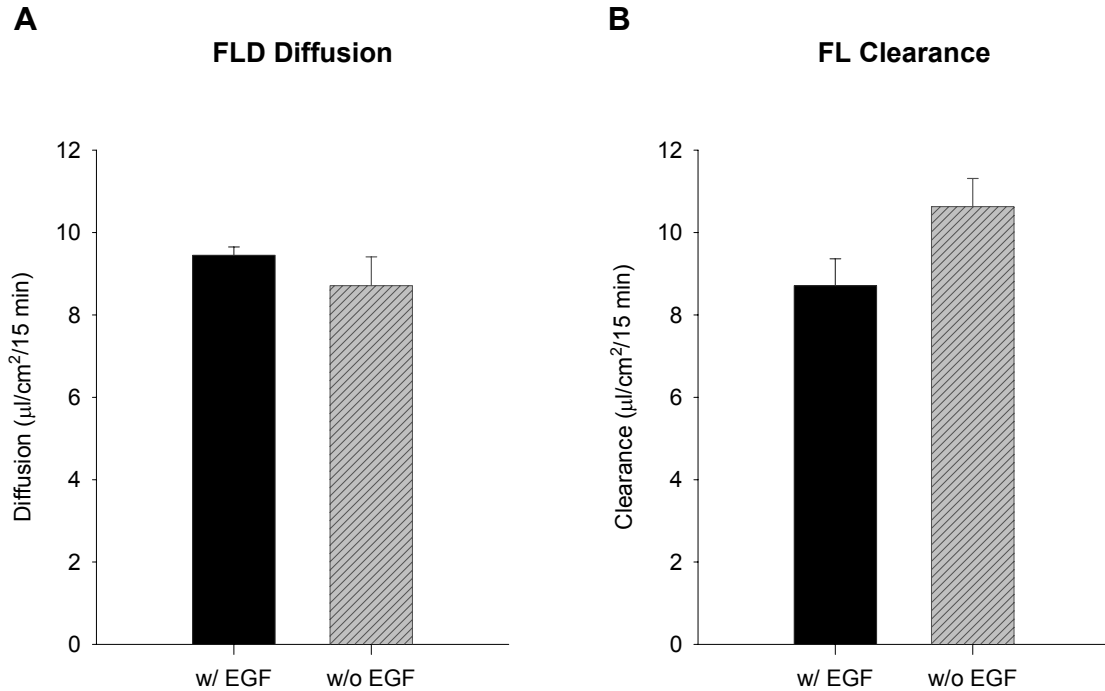 A
FLD Diffusion
12
10
8
6
4
2
0
Diffusion (μl/cm²/15 min)
w/ EGF w/o EGF
B
FL Clearance
12
10
8
6
4
2
0
Clearance (μl/cm²/15 min)
w/ EGF w/o EGF